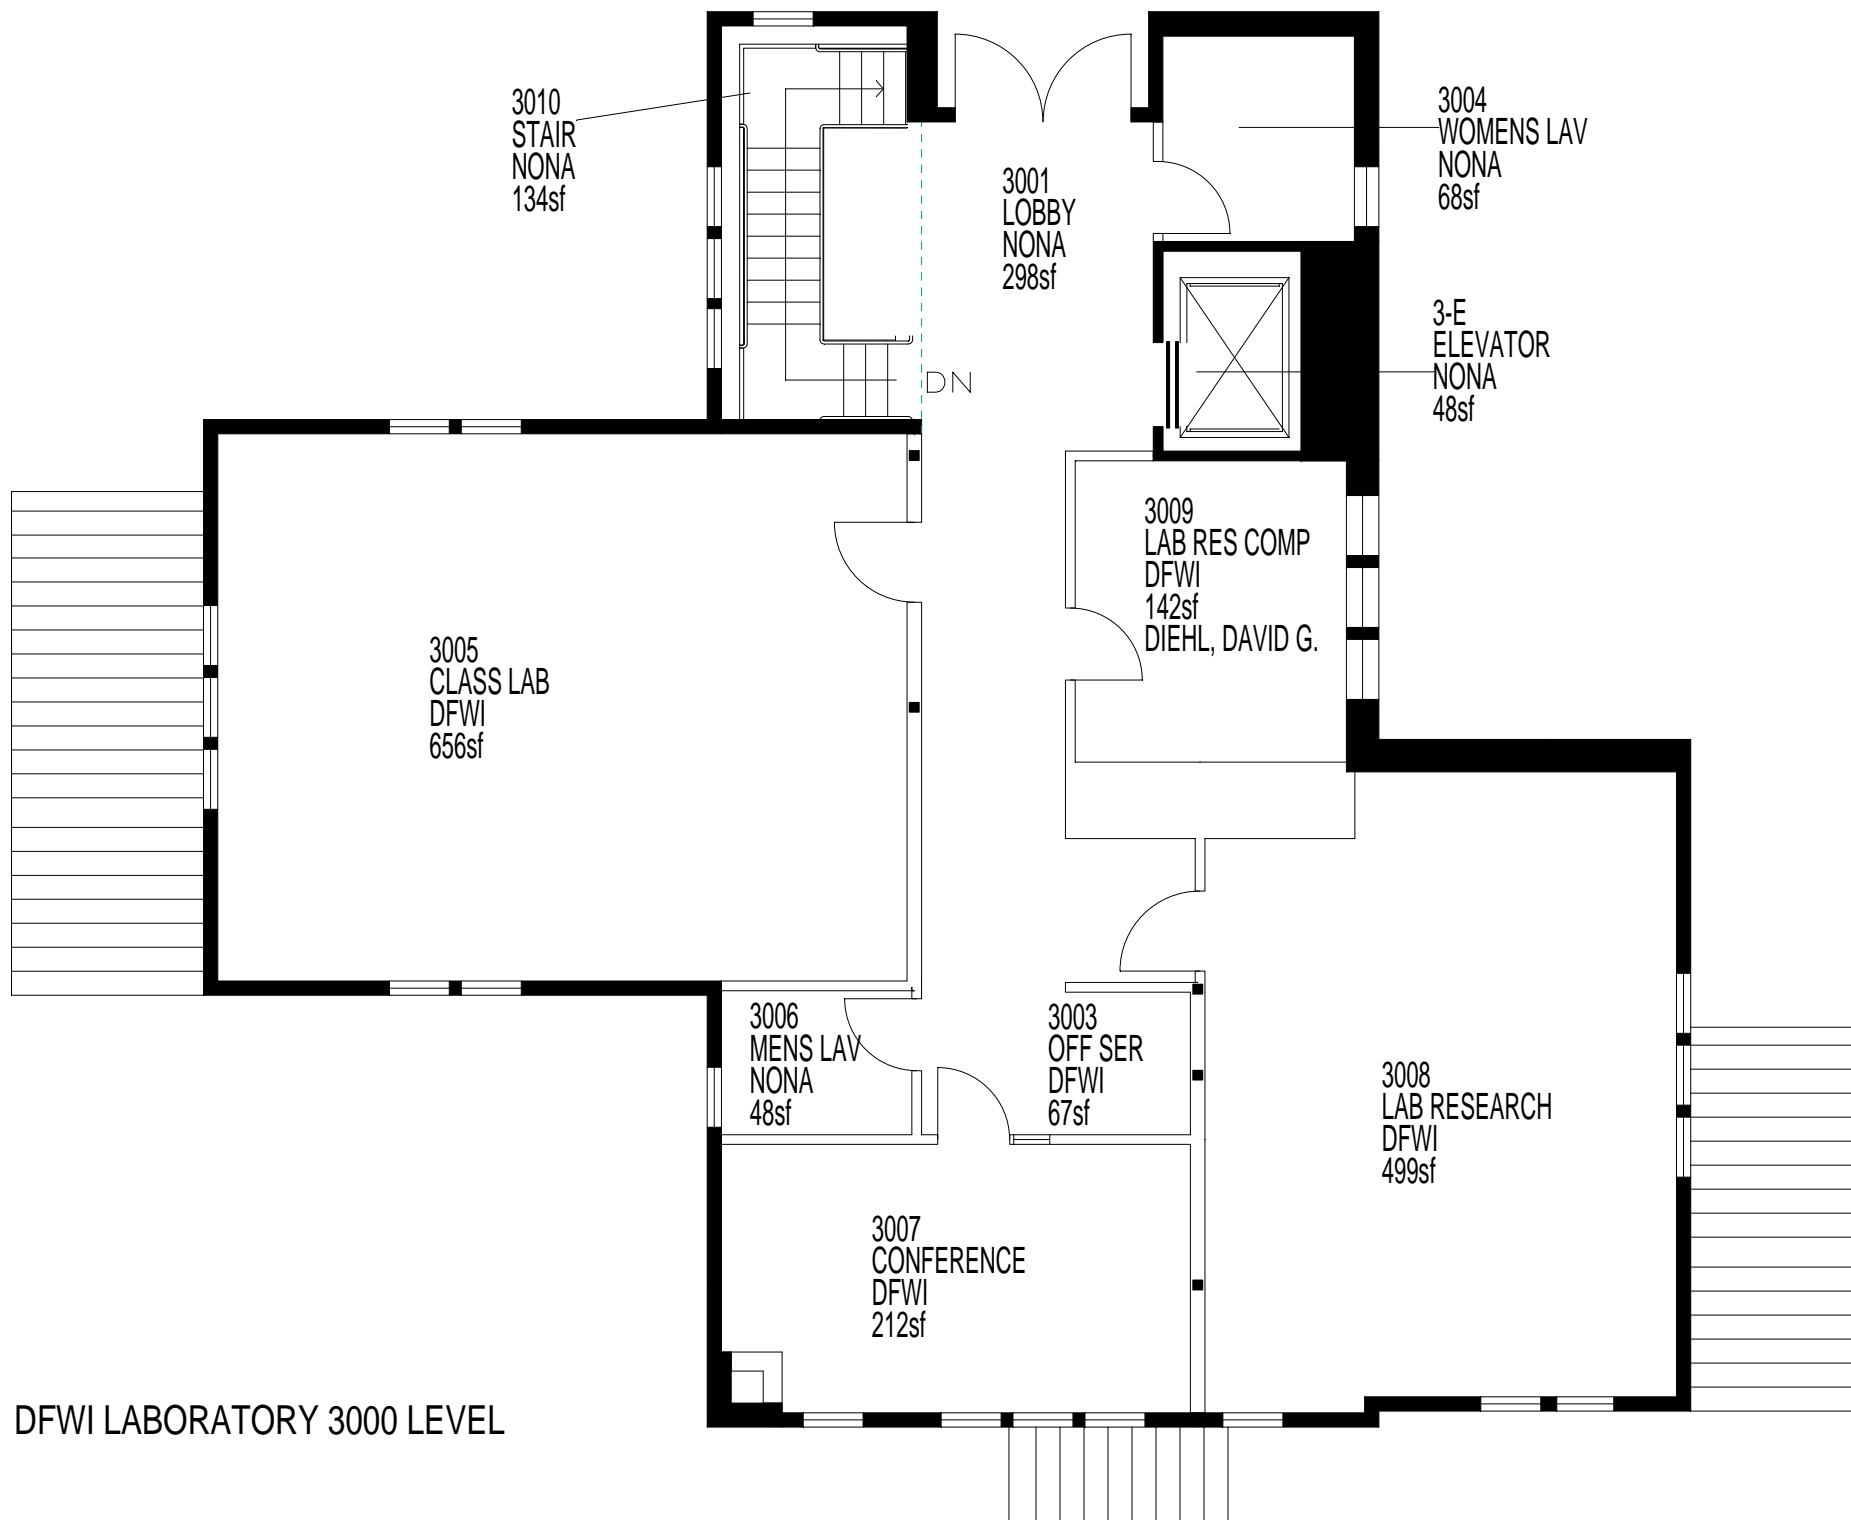 3010
STAIR
NONA
134sf
3004
WOMENS LAV
NONA
68sf
3001
LOBBY
NONA
298sf
3-E
ELEVATOR
NONA
48sf
DN
3009
LAB RES COMP
DFWI
142sf
DIEHL, DAVID G.
3005
CLASS LAB
DFWI
656sf
3006
MENS LAV
NONA
48sf
3003
OFF SER
DFWI
67sf
3008
LAB RESEARCH
DFWI
499sf
3007
CONFERENCE
DFWI
212sf
DFWI LABORATORY 3000 LEVEL